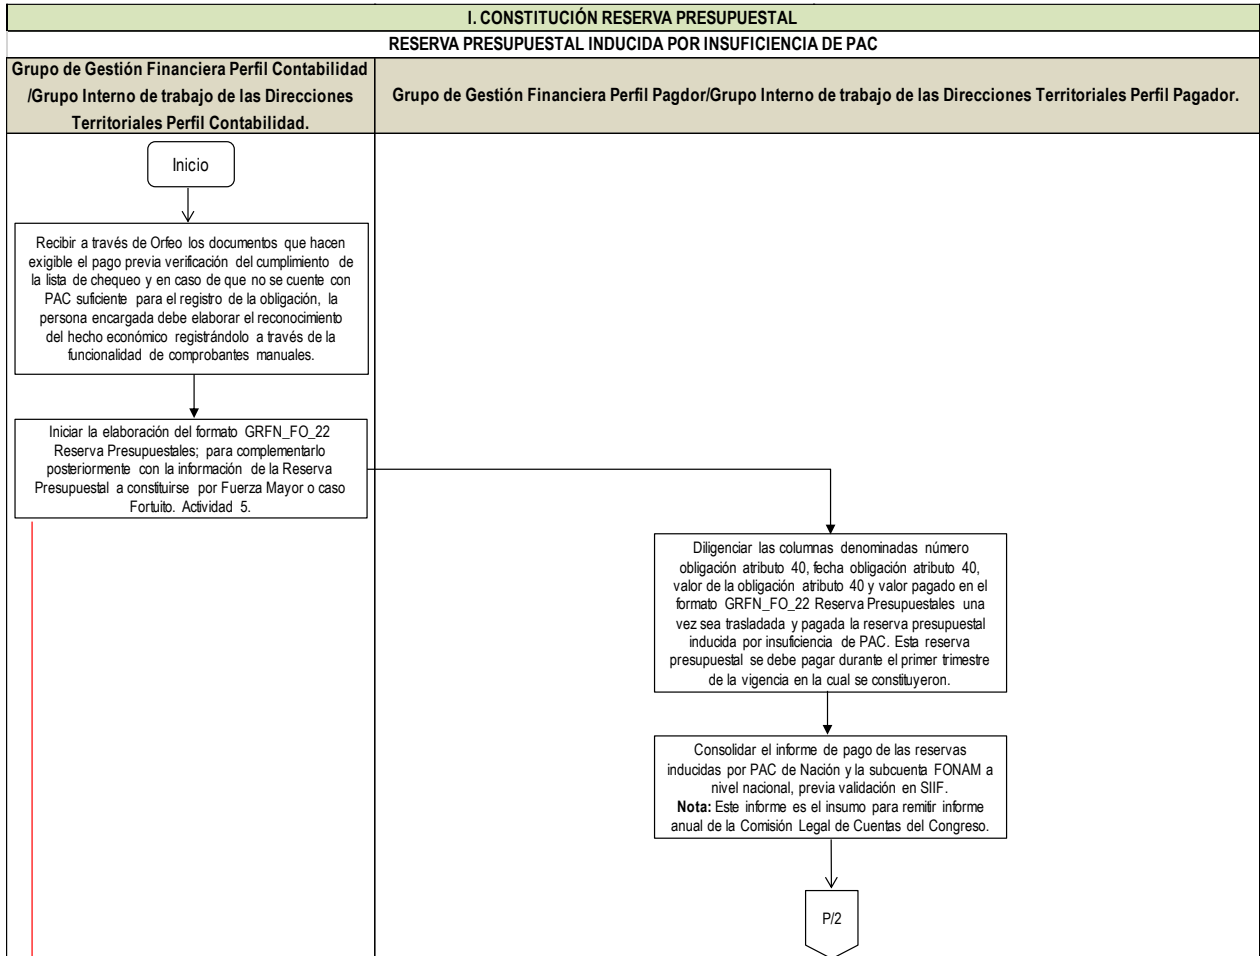 I. CONSTITUCIÓN RESERVA PRESUPUESTAL
RESERVA PRESUPUESTAL INDUCIDA POR INSUFICIENCIA DE PAC
Grupo de Gestión Financiera Perfil Contabilidad
/Grupo Interno de trabajo de las Direcciones
Territoriales Perfil Contabilidad.
Grupo de Gestión Financiera Perfil Pagdor/Grupo Interno de trabajo de las Direcciones Territoriales Perfil Pagador.
Inicio
Recibir a través de Orfeo los documentos que hacen
exigible el pago previa verificación del cumplimiento de
la lista de chequeo y en caso de que no se cuente con
PAC suficiente para el registro de la obligación, la
persona encargada debe elaborar el reconocimiento
del hecho económico registrándolo a través de la
funcionalidad de comprobantes manuales.
Iniciar la elaboración del formato GRFN_FO_22
Reserva Presupuestales; para complementarlo
posteriormente con la información de la Reserva
Presupuestal a constituirse por Fuerza Mayor o caso
Fortuito. Actividad 5.
Diligenciar las columnas denominadas número
obligación atributo 40, fecha obligación atributo 40,
valor de la obligación atributo 40 y valor pagado en el
formato GRFN_FO_22 Reserva Presupuestales una
vez sea trasladada y pagada la reserva presupuestal
inducida por insuficiencia de PAC. Esta reserva
presupuestal se debe pagar durante el primer trimestre
de la vigencia en la cual se constituyeron.
Consolidar el informe de pago de las reservas
inducidas por PAC de Nación y la subcuenta FONAM a
nivel nacional, previa validación en SIIF.
Nota: Este informe es el insumo para remitir informe
anual de la Comisión Legal de Cuentas del Congreso.
P/2